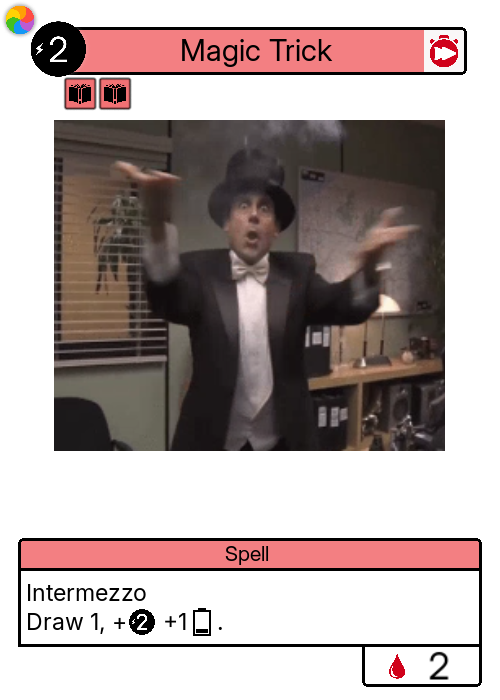 2
Magic Trick
Spell
Intermezzo
Draw 1, +2 +1 .
2